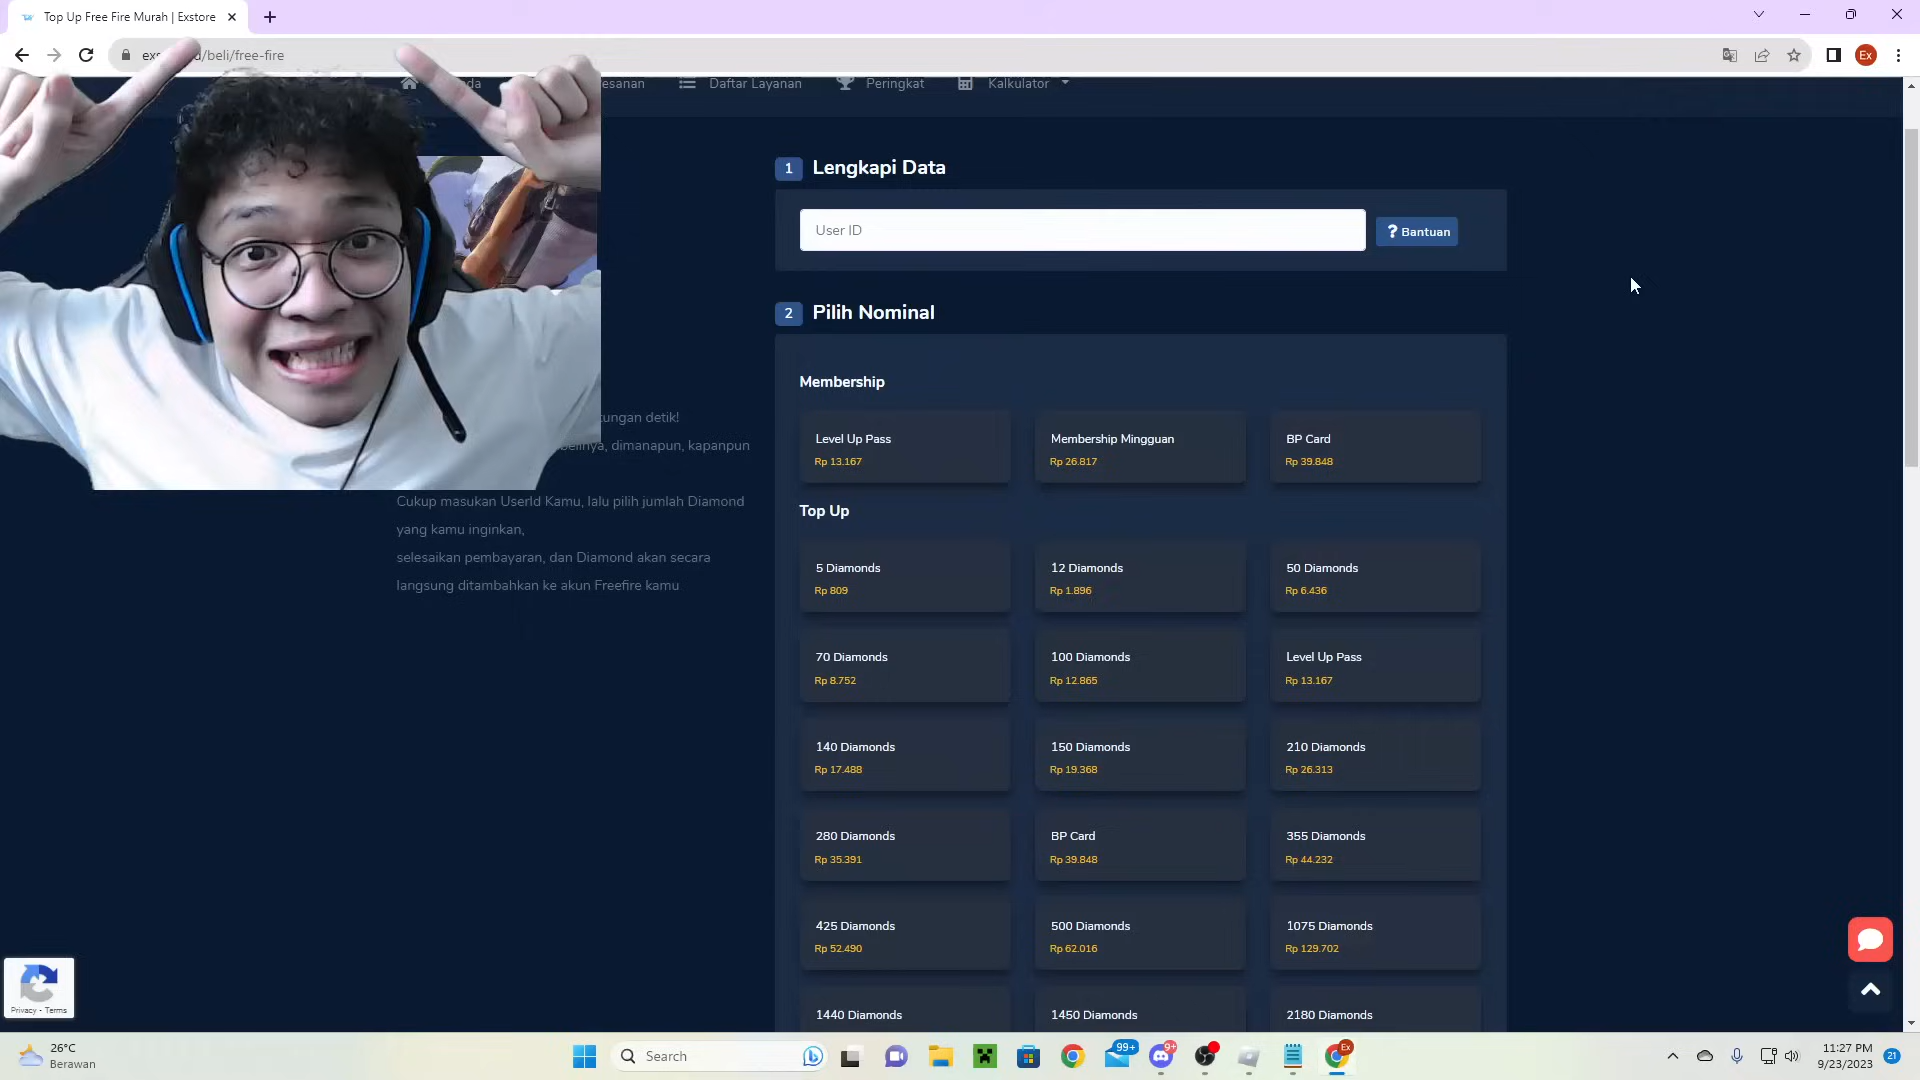 Top Up Free Fire Murah | Exstore
/beli/free-fire
Ex
Daftar Layanan
Peringkat
Kalkulator
1 Lengkapi Data
User ID
? Bantuan
2 Pilih Nominal
Membership
Level Up Pass
Rp 13.167
Membership Mingguan
Rp 26.817
BP Card
Rp 39.848
detik!
dimanapun, kapanpun
Cukup masukan UserId Kamu, lalu pilih jumlah Diamond
yang kamu inginkan,
selesaikan pembayaran, dan Diamond akan secara
langsung ditambahkan ke akun Freefire kamu
Top Up
5 Diamonds
Rp 809
12 Diamonds
Rp 1.896
50 Diamonds
Rp 6.436
70 Diamonds
Rp 8.752
100 Diamonds
Rp 12.865
Level Up Pass
Rp 13.167
140 Diamonds
Rp 17.488
150 Diamonds
Rp 19.368
210 Diamonds
Rp 26.313
280 Diamonds
Rp 35.391
BP Card
Rp 39.848
355 Diamonds
Rp 44.232
425 Diamonds
Rp 52.490
500 Diamonds
Rp 62.016
1075 Diamonds
Rp 129.702
1440 Diamonds
1450 Diamonds
2180 Diamonds
Privacy - Terms
26°C
Berawan
Search
99+
9+
Ex
11:27 PM
9/23/2023
21